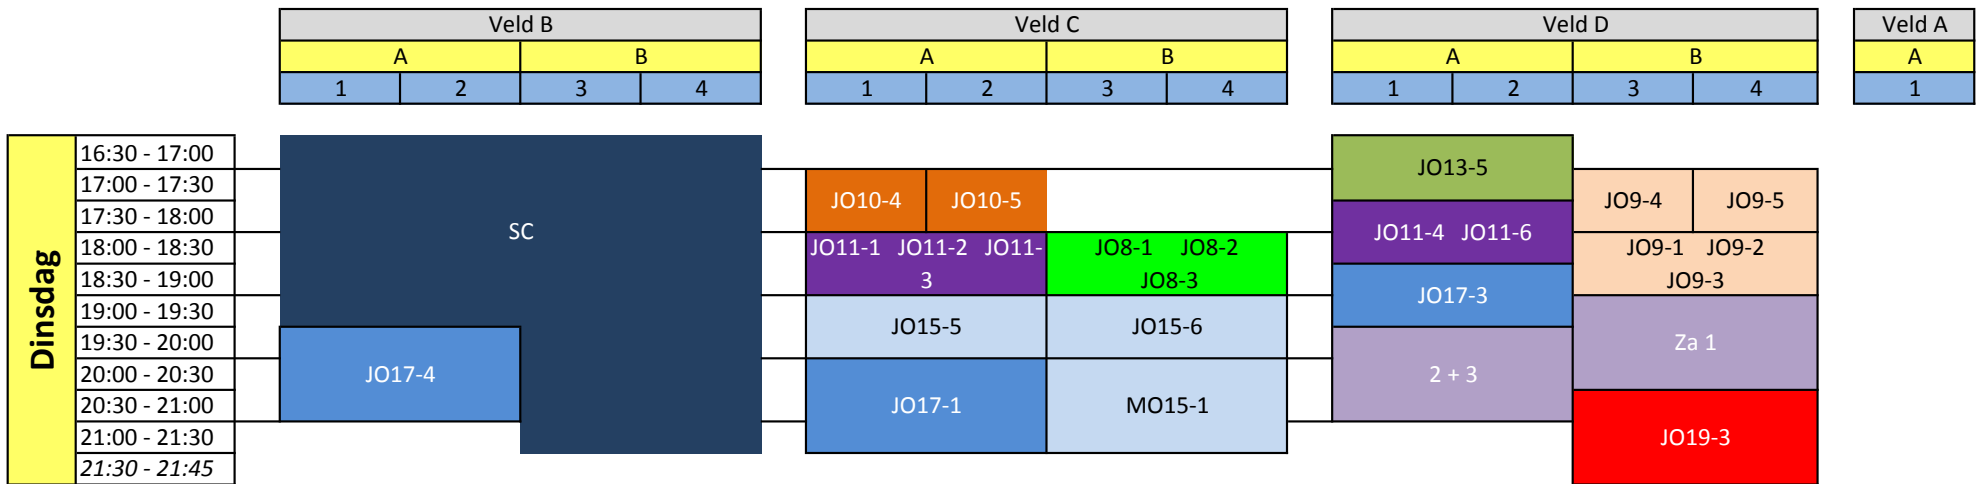 Veld B Veld C Veld D Veld A
A B A B A B A
1 2 3 4 1 2 3 4 1 2 3 4 1
Dinsdag
16:30 - 17:00
JO13-5
17:00 - 17:30
17:30 - 18:00
JO10-4 JO10-5 JO9-4 JO9-5
SC
JO11-4 JO11-6
18:00 - 18:30
JO11-1 JO11-2 JO11- JO8-1 JO8-2 JO9-1 JO9-2
18:30 - 19:00
3 JO8-3 JO9-3
JO17-3
19:00 - 19:30
JO15-5 JO15-6
19:30 - 20:00
Za 1
20:00 - 20:30
JO17-4 2 + 3
20:30 - 21:00
JO17-1 MO15-1
21:00 - 21:30
JO19-3
21:30 - 21:45